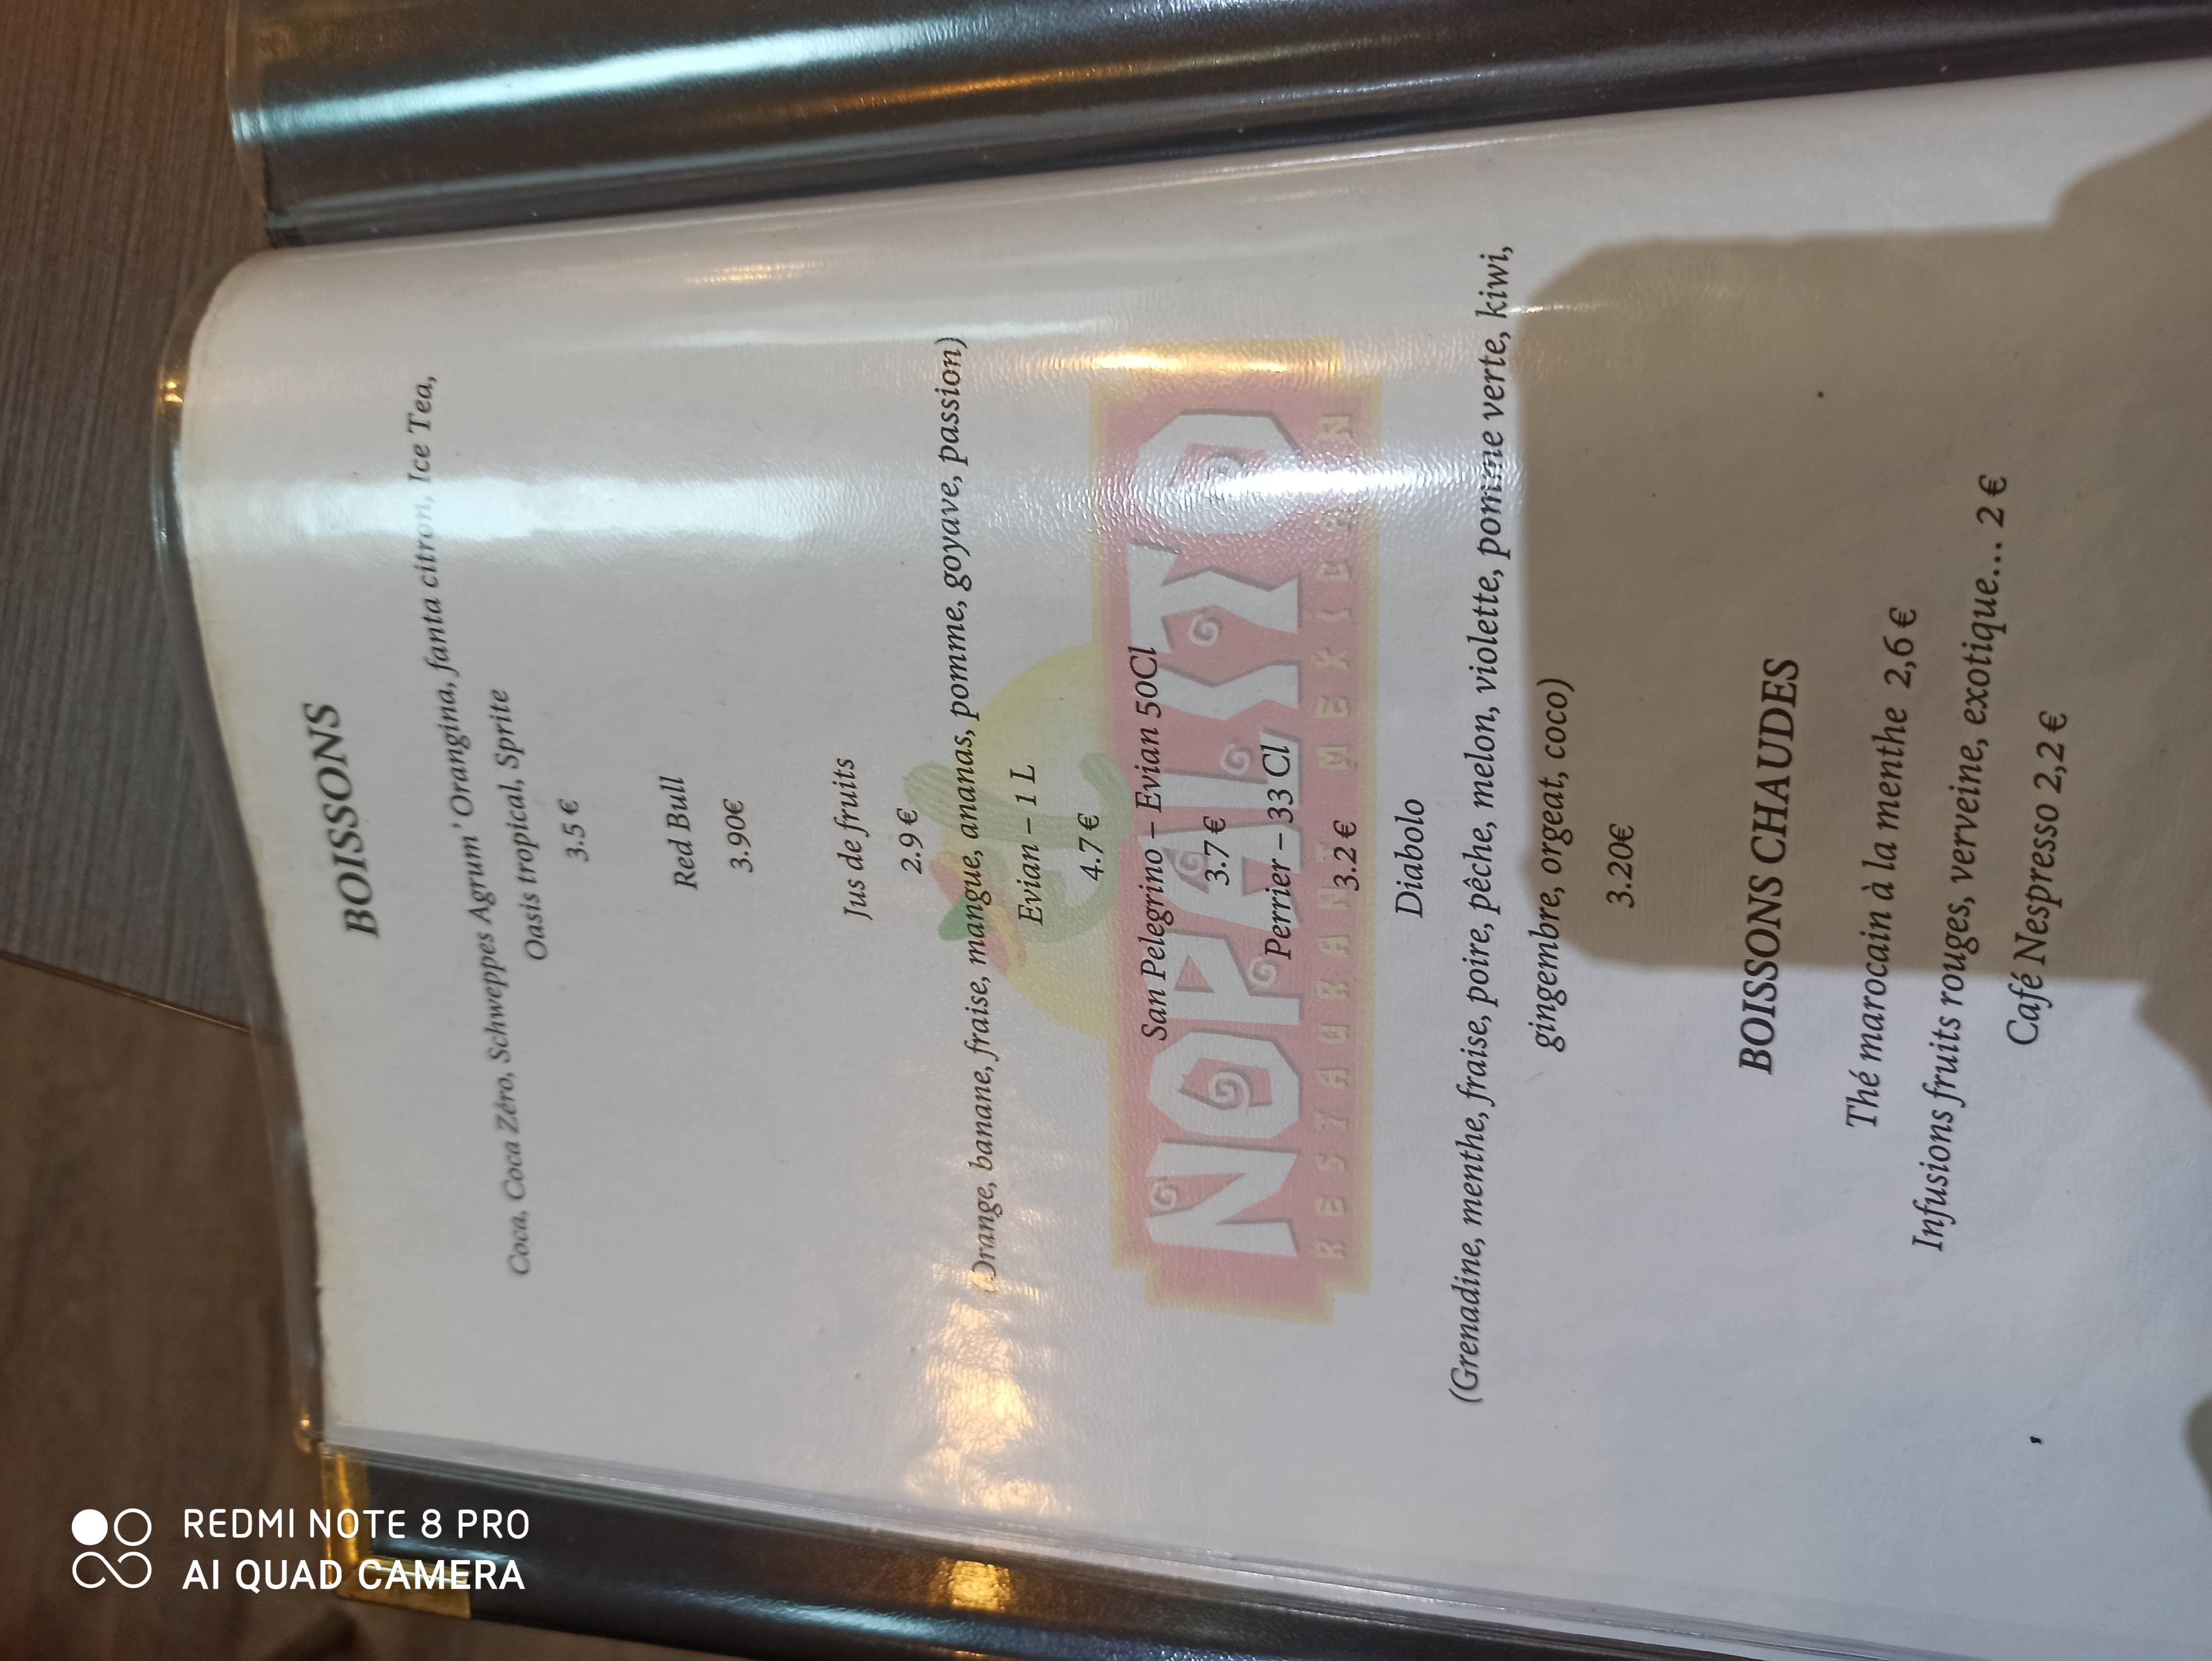 BOISSONS
Coca, Coca Zéro, Schweppes Agrum' Orangina, fanta citron, Ice Tea,
Oasis tropical, Sprite
3.5 €
Red Bull
3.90€
Jus de fruits
2.9 €
(Orange, banane, fraise, mangue, ananas, pomme, goyave, passion)
Evian – 1 L
4.7 €
San Pelegrino – Evian 50Cl
3.7 €
Perrier – 33 Cl
3.2 €
NOPALITO
RESTAURANT MEXICAIN
Diabolo
(Grenadine, menthe, fraise, poire, pêche, melon, violette, pomme verte, kiwi,
gingembre, orgeat, coco)
3.20€
BOISSONS CHAUDES
Thé marocain à la menthe 2,6 €
Infusions fruits rouges, verveine, exotique… 2 €
Café Nespresso 2,2 €
,
REDMI NOTE 8 PRO
AI QUAD CAMERA